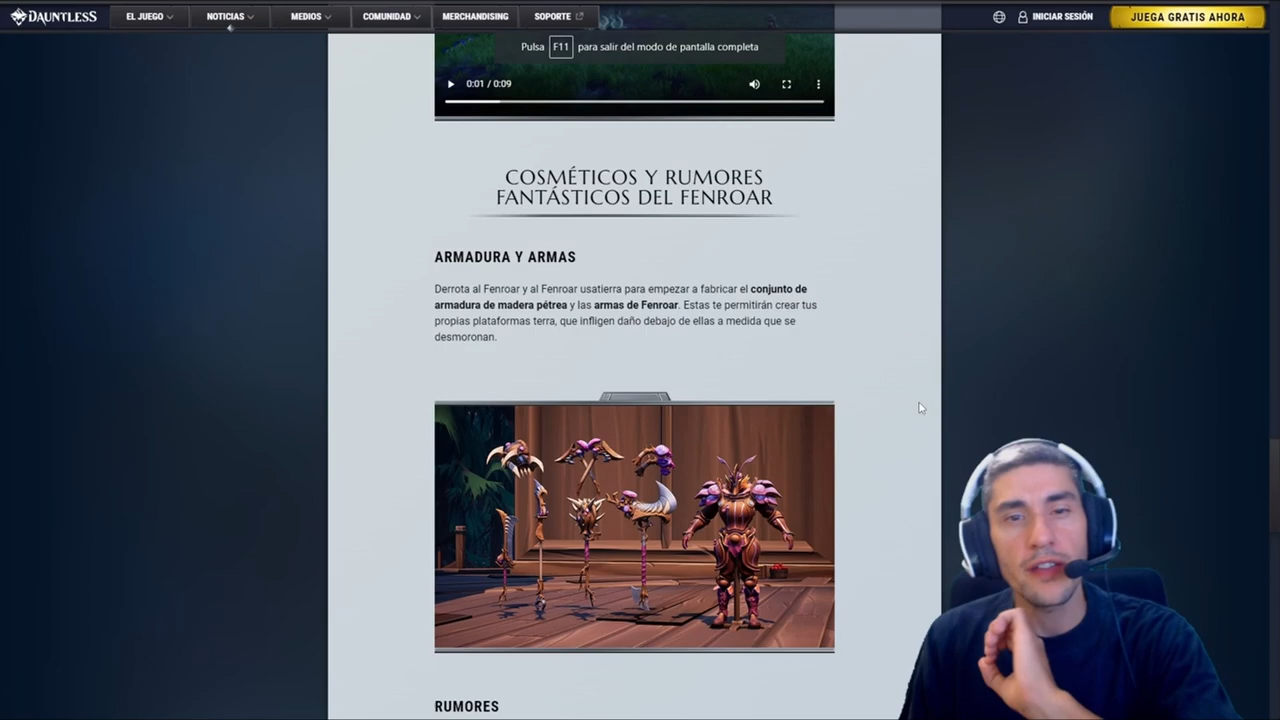 DAUNTLESS
EL JUEGO
NOTICIAS
MEDIOS
COMUNIDAD
MERCHANDISING
SOPORTE
INICIAR SESIÓN
JUEGA GRATIS AHORA
Pulsa F11 para salir del modo de pantalla completa
0:01 / 0:09
COSMÉTICOS Y RUMORES
FANTÁSTICOS DEL FENROAR
ARMADURA Y ARMAS
Derrota al Fenroar y al Fenroar usatierra para empezar a fabricar el conjunto de
armadura de madera pétrea y las armas de Fenroar. Estas te permitirán crear tus
propias plataformas terra, que infligen daño debajo de ellas a medida que se
desmoronan.
RUMORES